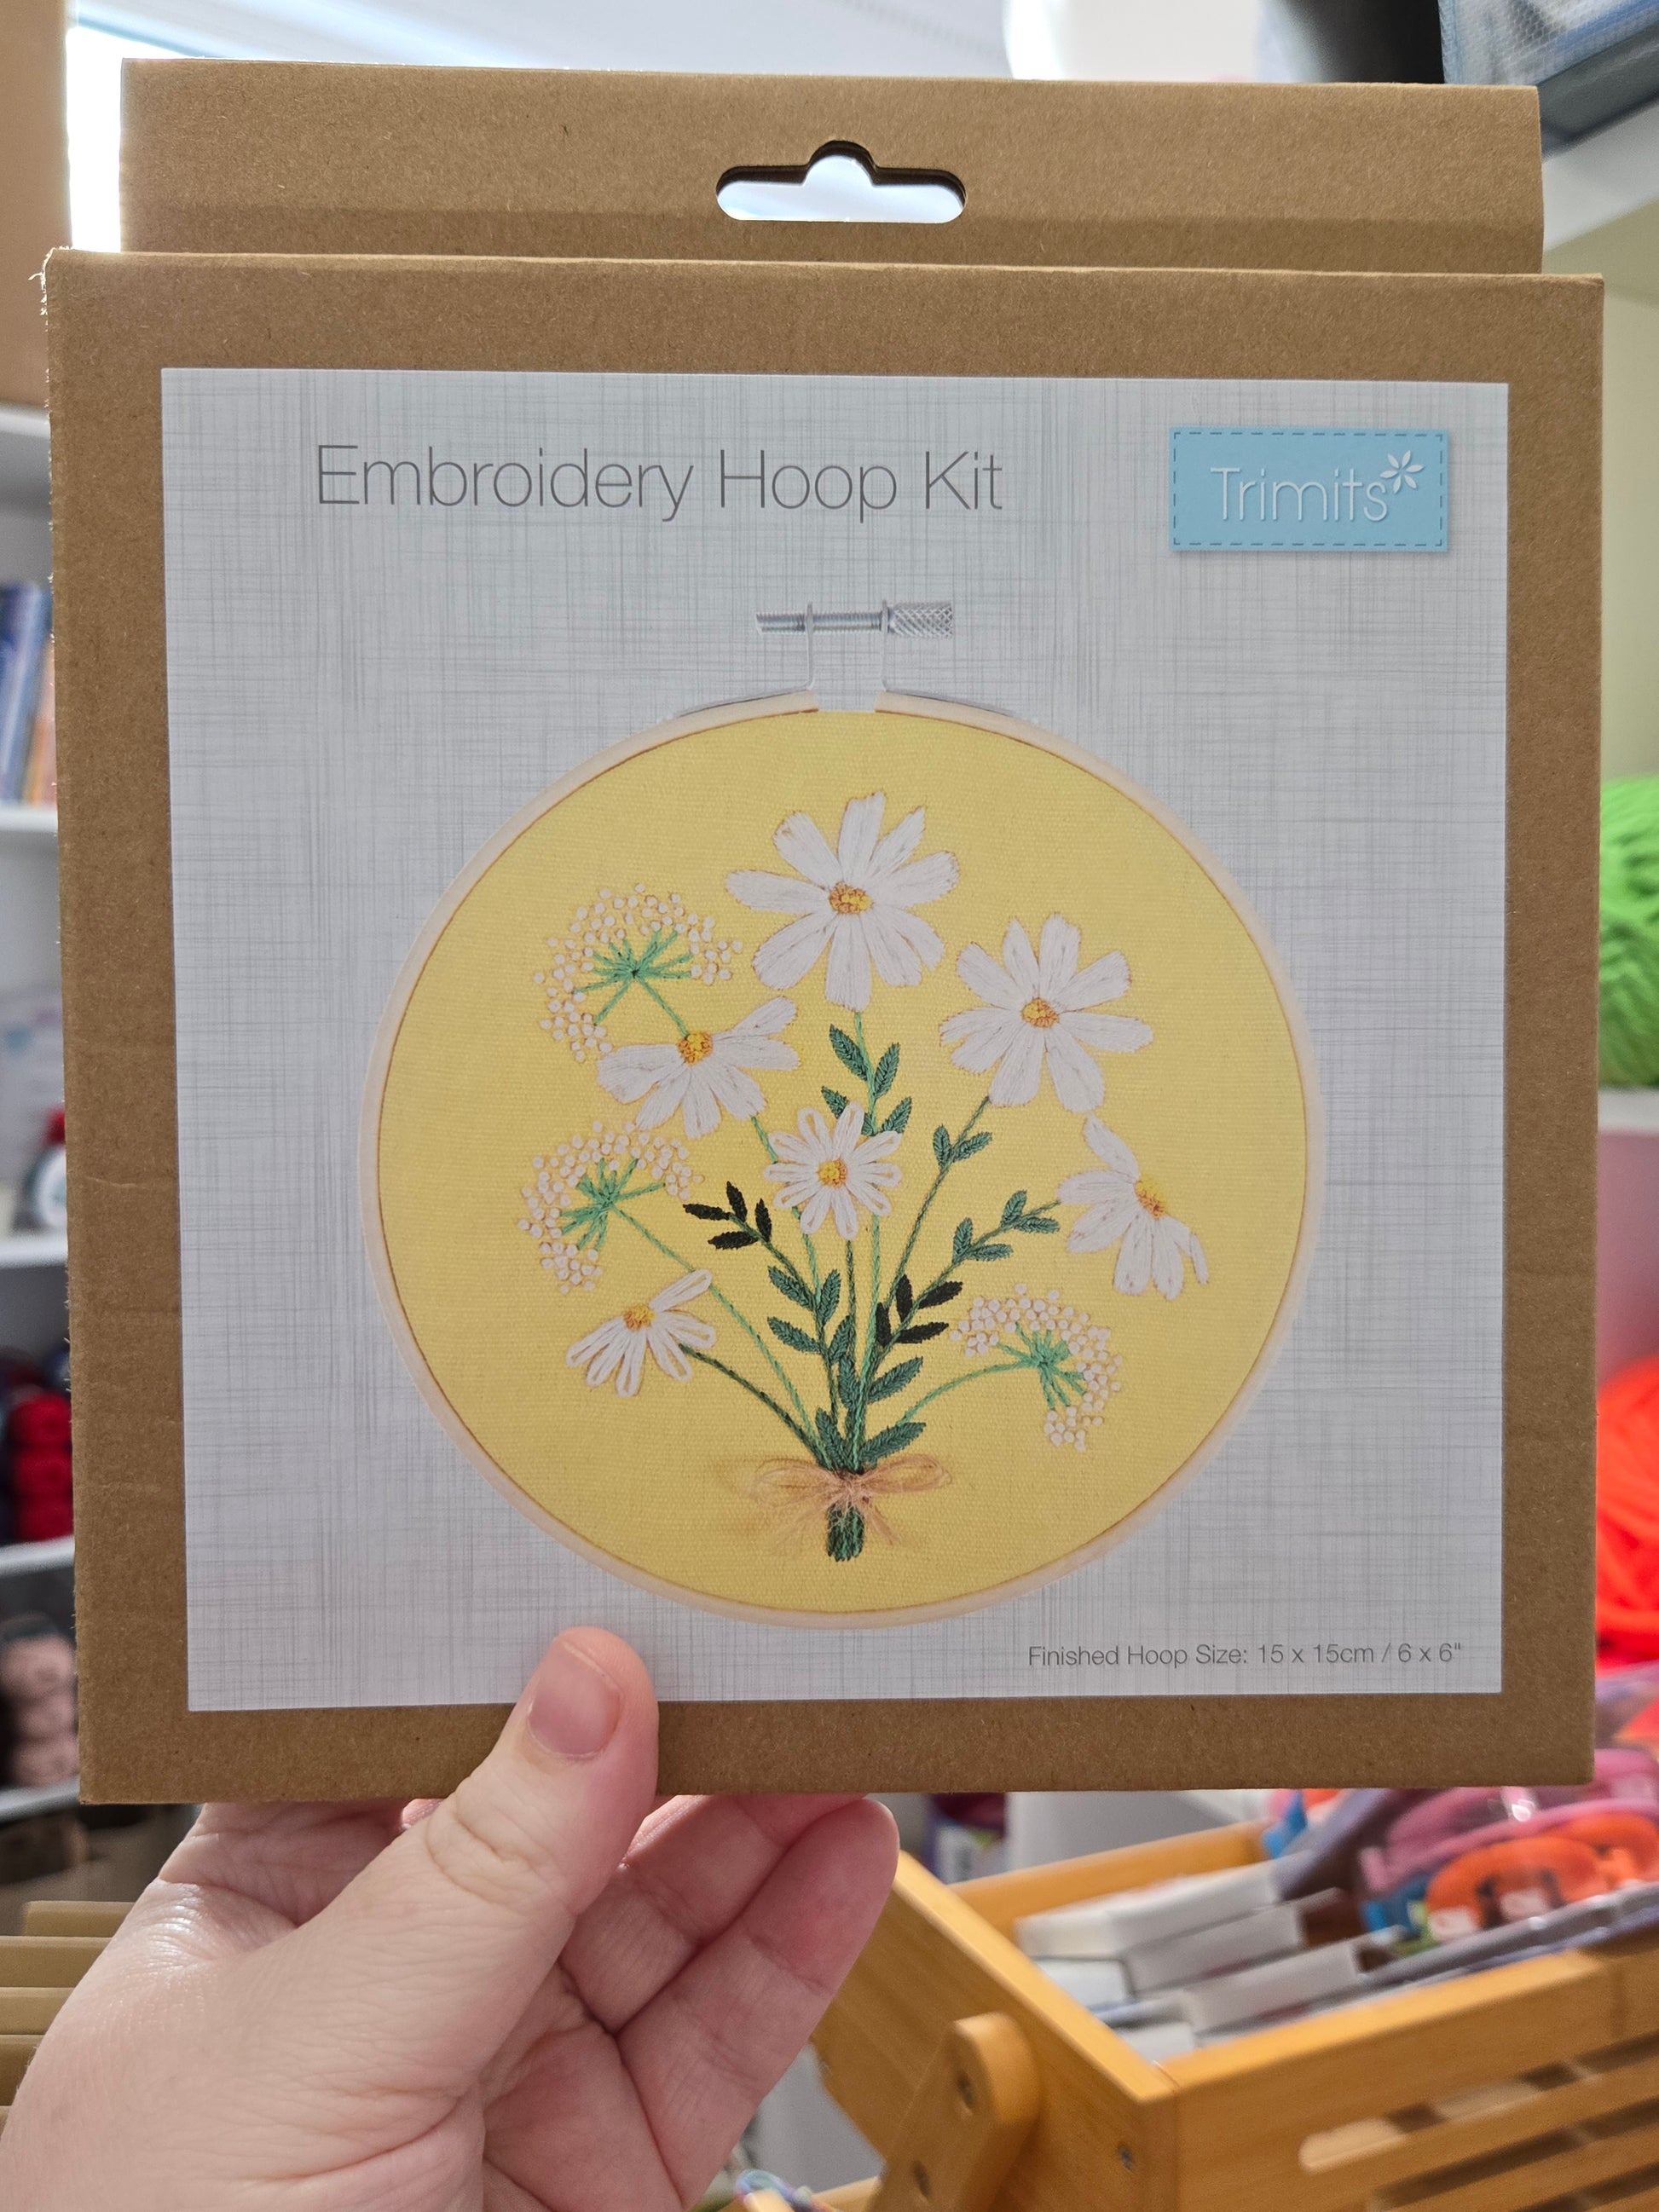 Embroidery Hoop Kit
Trimits
Finished Hoop Size: 15 x 15cm / 6 x 6"